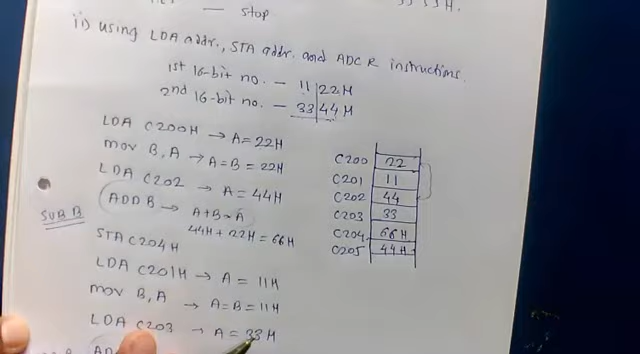 stop
ii) using LDA addr., STA addr. and ADC R instructions.
1st 16-bit no. - 11 22H
2nd 16-bit no. - 33 44H
LDA C200H → A=22H
mov B,A → A=B = 22H
LDA C202 → A = 44H
ADD B → A+B→A
SUB B
44H + 22H = 66H
STA C204H
LDA C201H → A = 11H
mov B,A → A=B=11H
LDA C203 → A = 33H
C200 22
C201 11
C202 44
C203 33
C204 66H
C205 44H